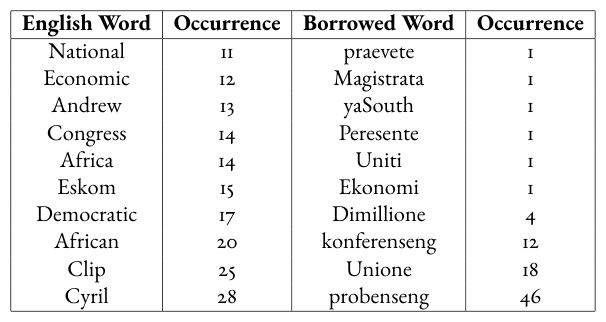 English Word Occurrence Borrowed Word Occurrence
National 11 praevete 1
Economic 12 Magistrata 1
Andrew 13 yaSouth 1
Congress 14 Peresente 1
Africa 14 Uniti 1
Eskom 15 Ekonomi 1
Democratic 17 Dimillione 4
African 20 konferenseng 12
Clip 25 Unione 18
Cyril 28 probenseng 46